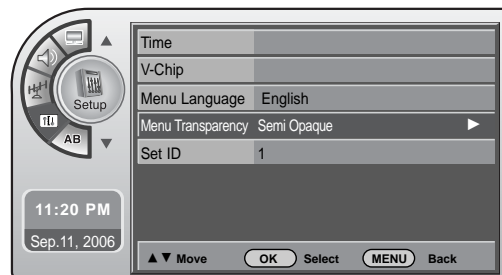 Setup
AB
11:20 PM
Sep.11, 2006
Time
V-Chip
Menu Language English
Menu Transparency Semi Opaque ►
Set ID 1
▲▼ Move OK Select MENU Back